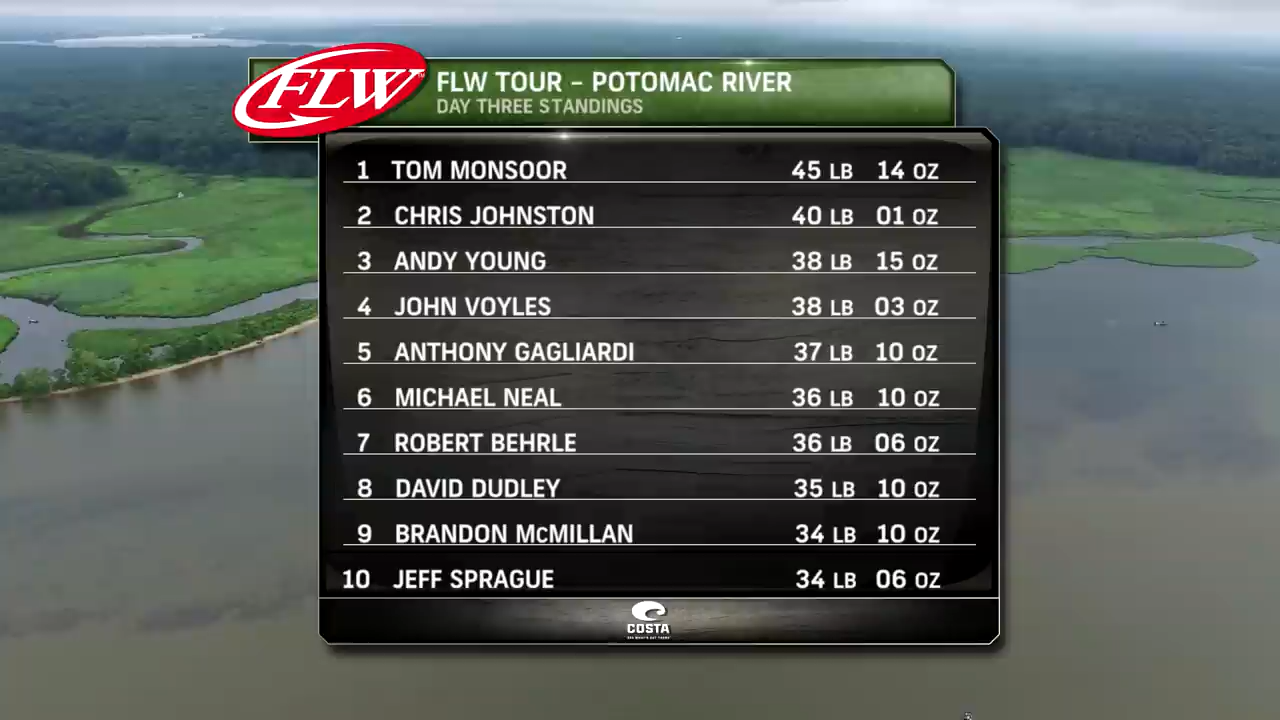 FLW
FLW TOUR – POTOMAC RIVER
DAY THREE STANDINGS
1 TOM MONSOOR 45 LB 14 OZ
2 CHRIS JOHNSTON 40 LB 01 OZ
3 ANDY YOUNG 38 LB 15 OZ
4 JOHN VOYLES 38 LB 03 OZ
5 ANTHONY GAGLIARDI 37 LB 10 OZ
6 MICHAEL NEAL 36 LB 10 OZ
7 ROBERT BEHRLE 36 LB 06 OZ
8 DAVID DUDLEY 35 LB 10 OZ
9 BRANDON McMILLAN 34 LB 10 OZ
10 JEFF SPRAGUE 34 LB 06 OZ
COSTA